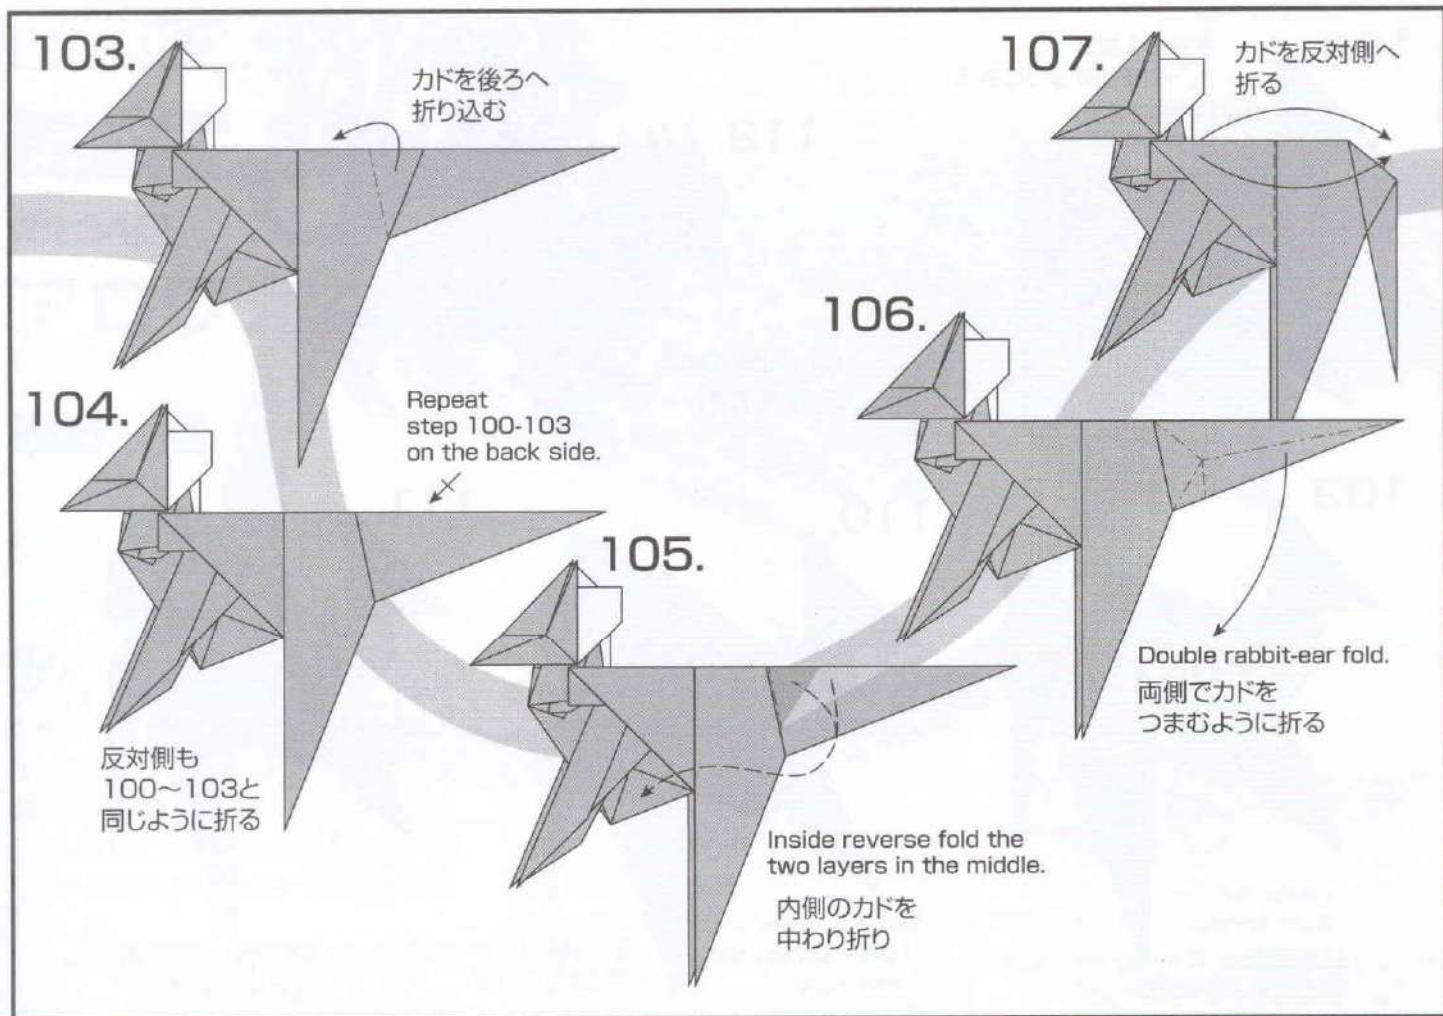 103.
カドを後ろへ
折り込む
104.
Repeat
step 100-103
on the back side.
反対側も
100～103と
同じように折る
105.
Inside reverse fold the
two layers in the middle.
内側のカドを
中わり折り
106.
Double rabbit-ear fold.
両側でカドを
つまむように折る
107.
カドを反対側へ
折る